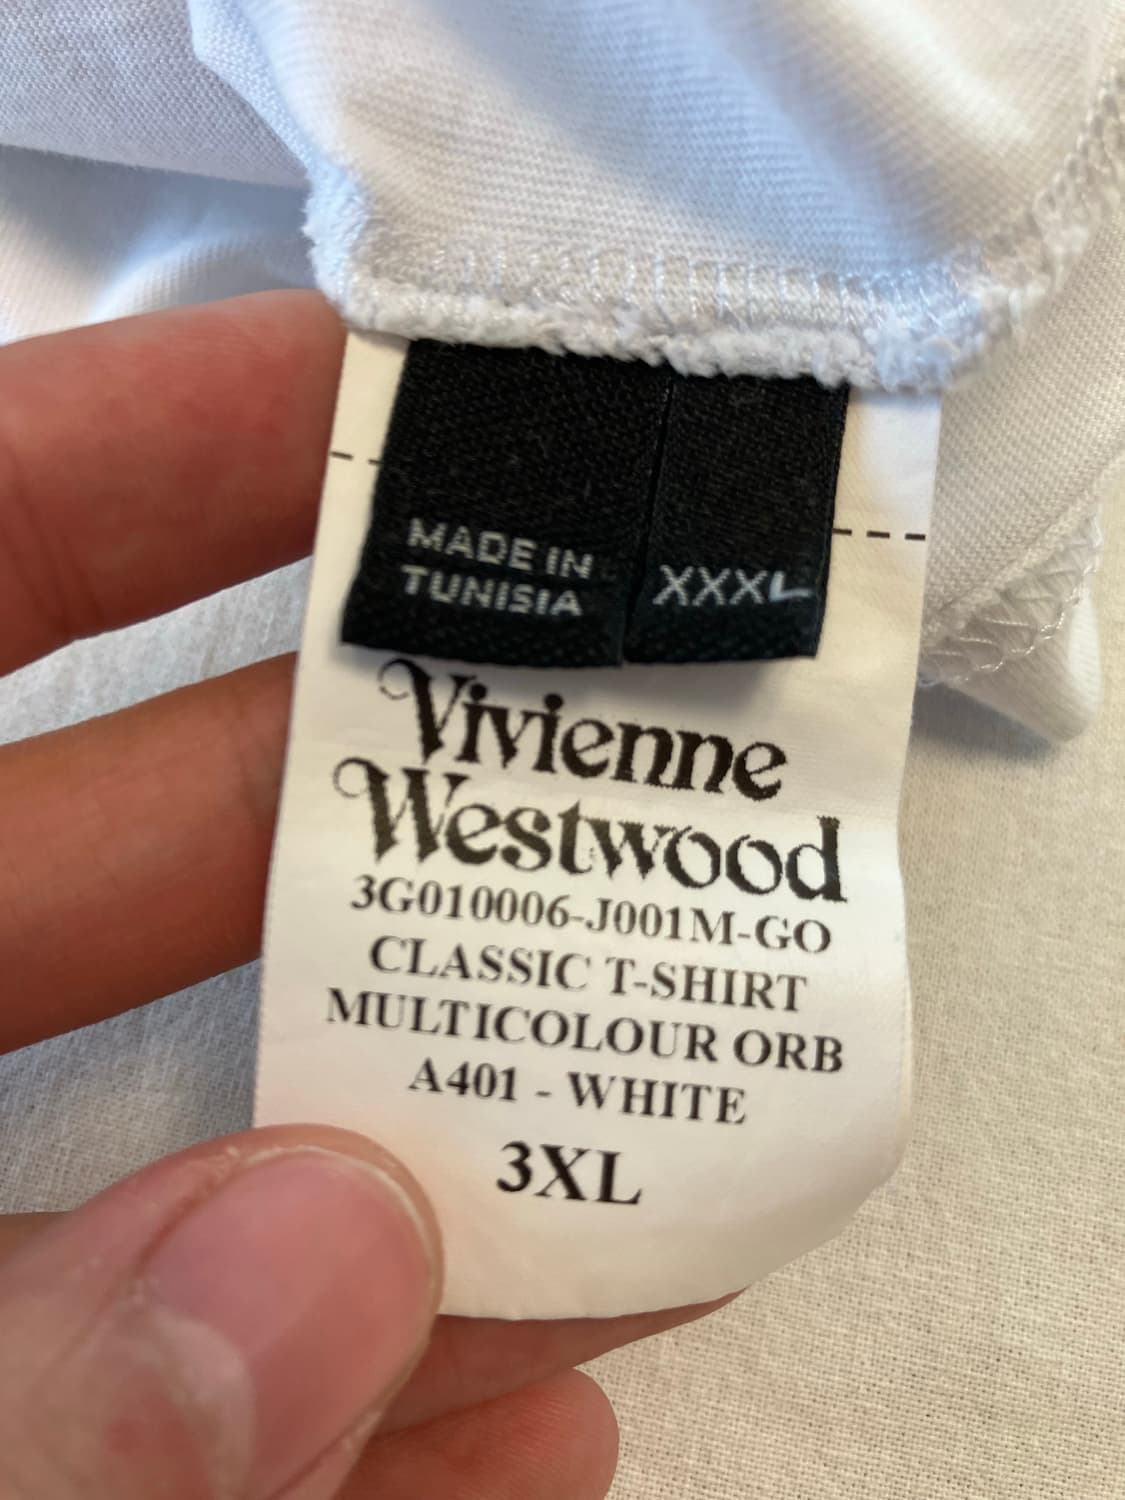 MADE IN
TUNISIA
XXXL
Vivienne
Westwood
3G010006-J001M-GO
CLASSIC T-SHIRT
MULTICOLOUR ORB
A401 - WHITE
3XL